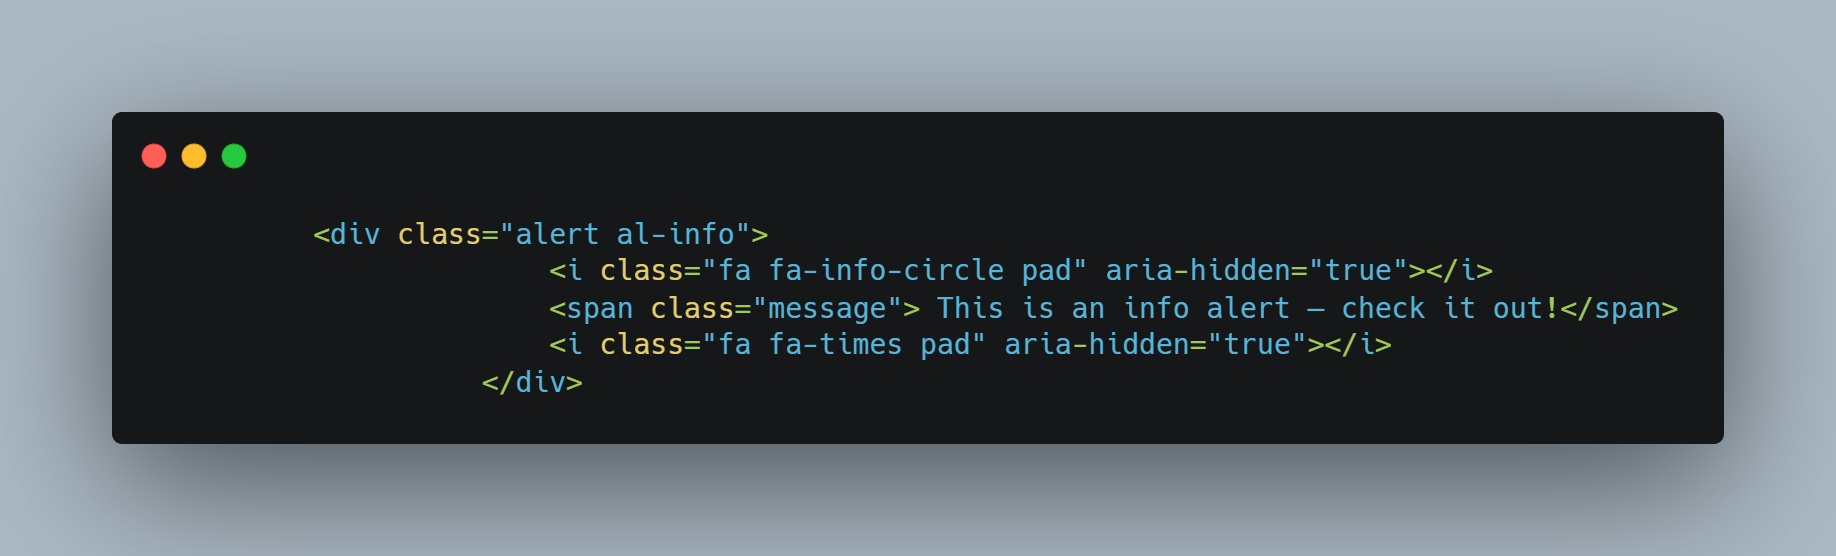 <div class="alert al-info">
<i class="fa fa-info-circle pad" aria-hidden="true"></i>
<span class="message"> This is an info alert — check it out!</span>
<i class="fa fa-times pad" aria-hidden="true"></i>
</div>